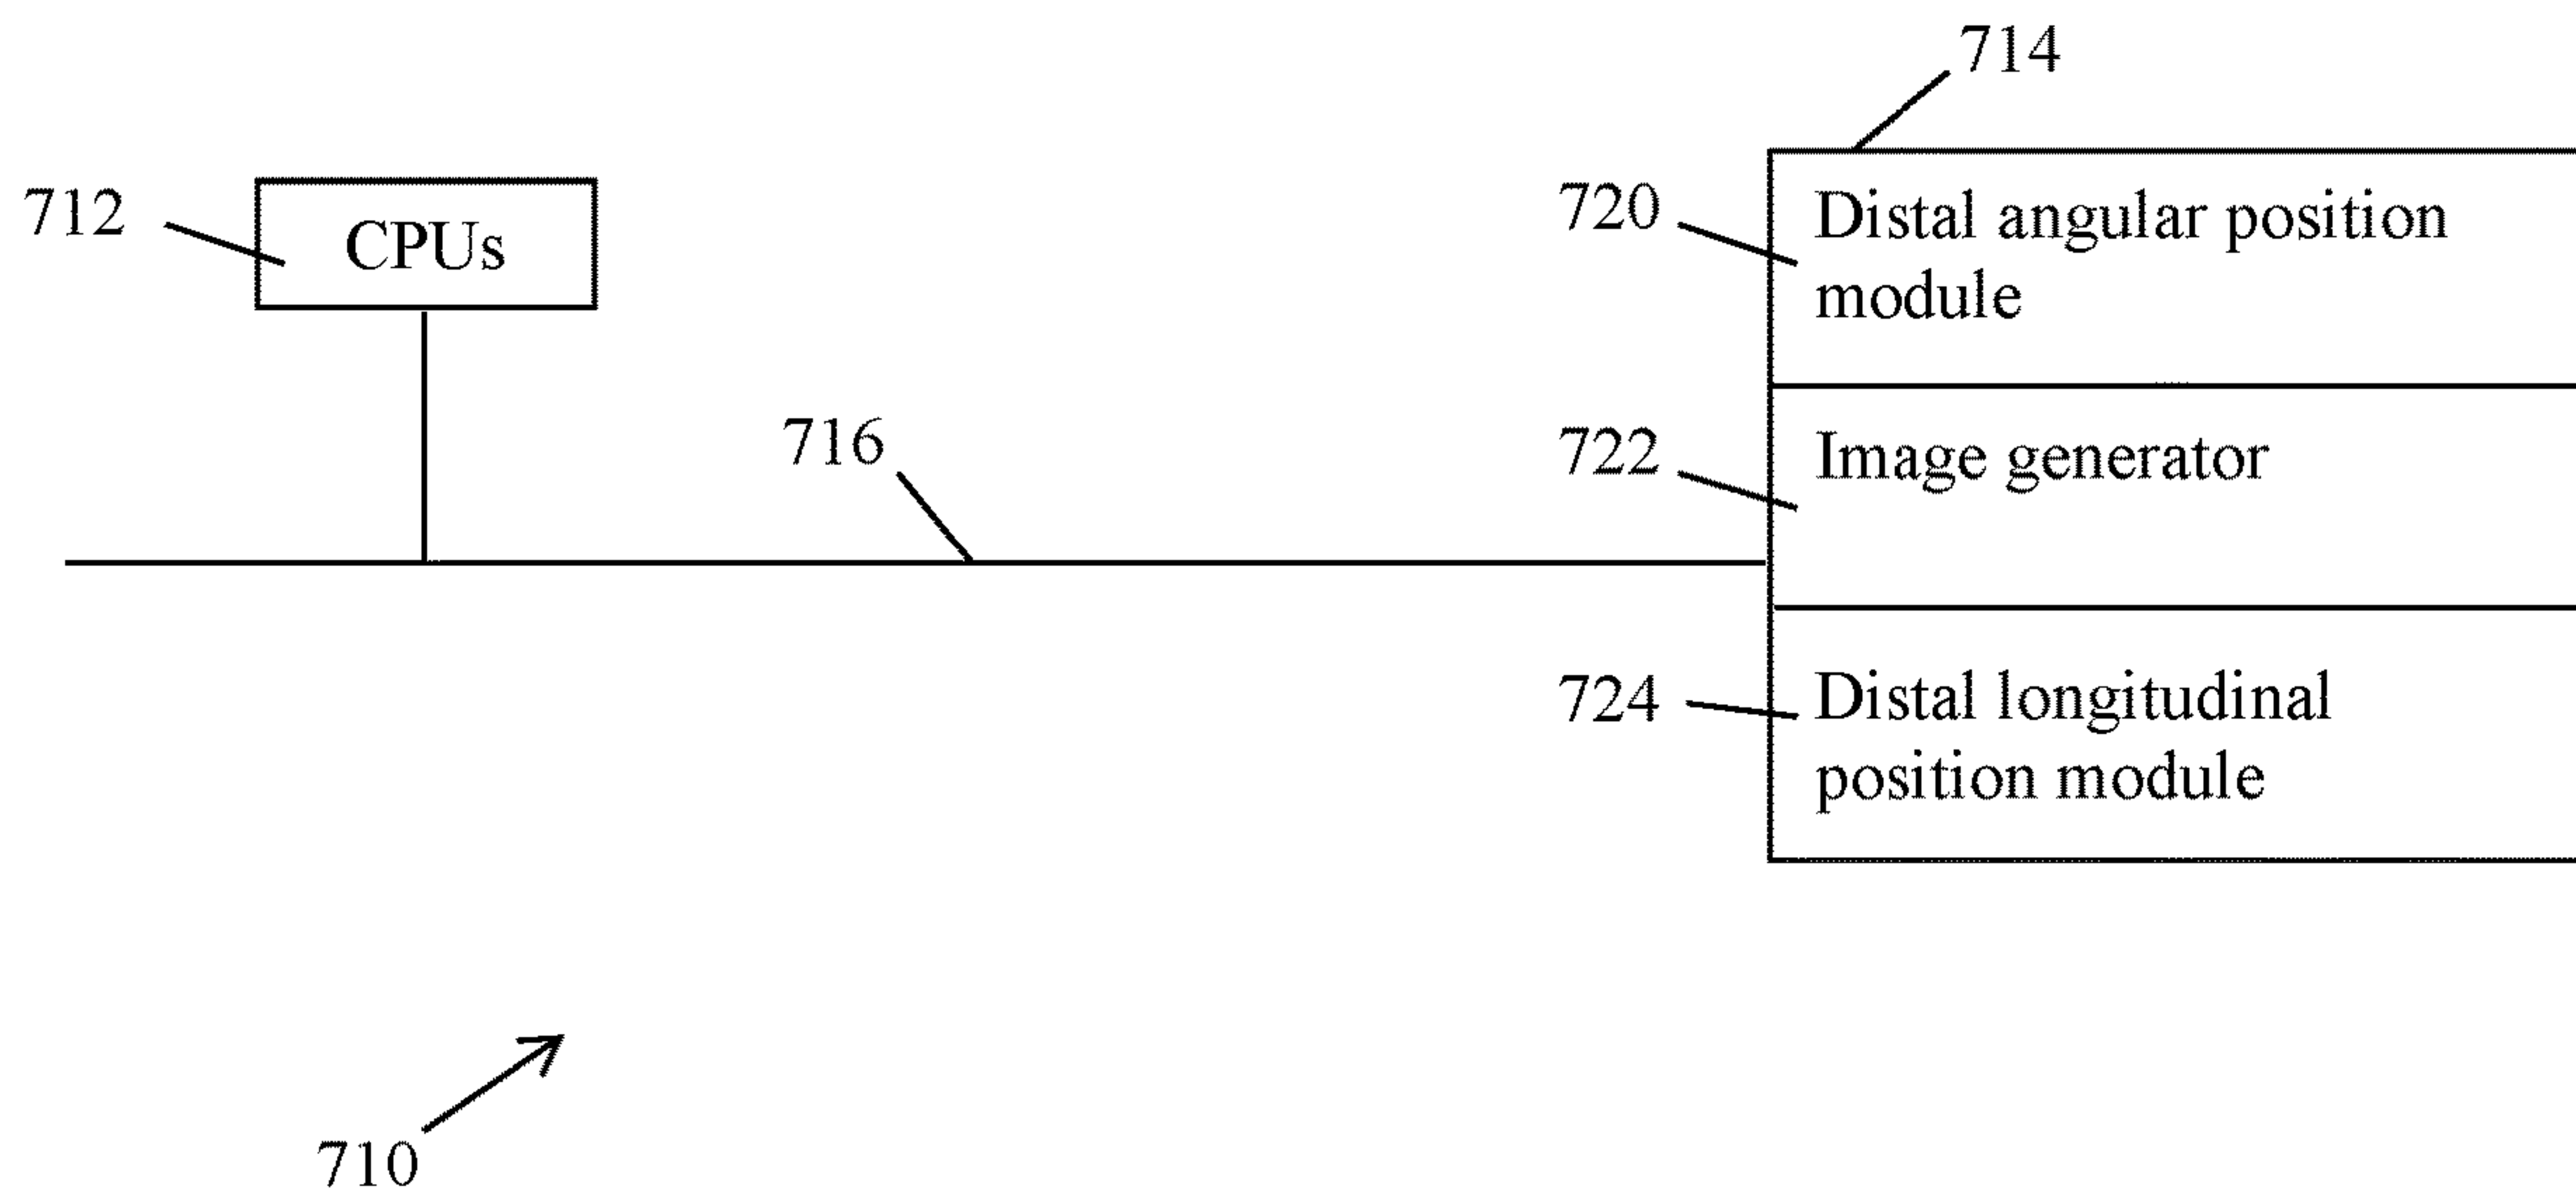 714
712
CPUs
720
Distal angular position
module
716
722
Image generator
724
Distal longitudinal
position module
710